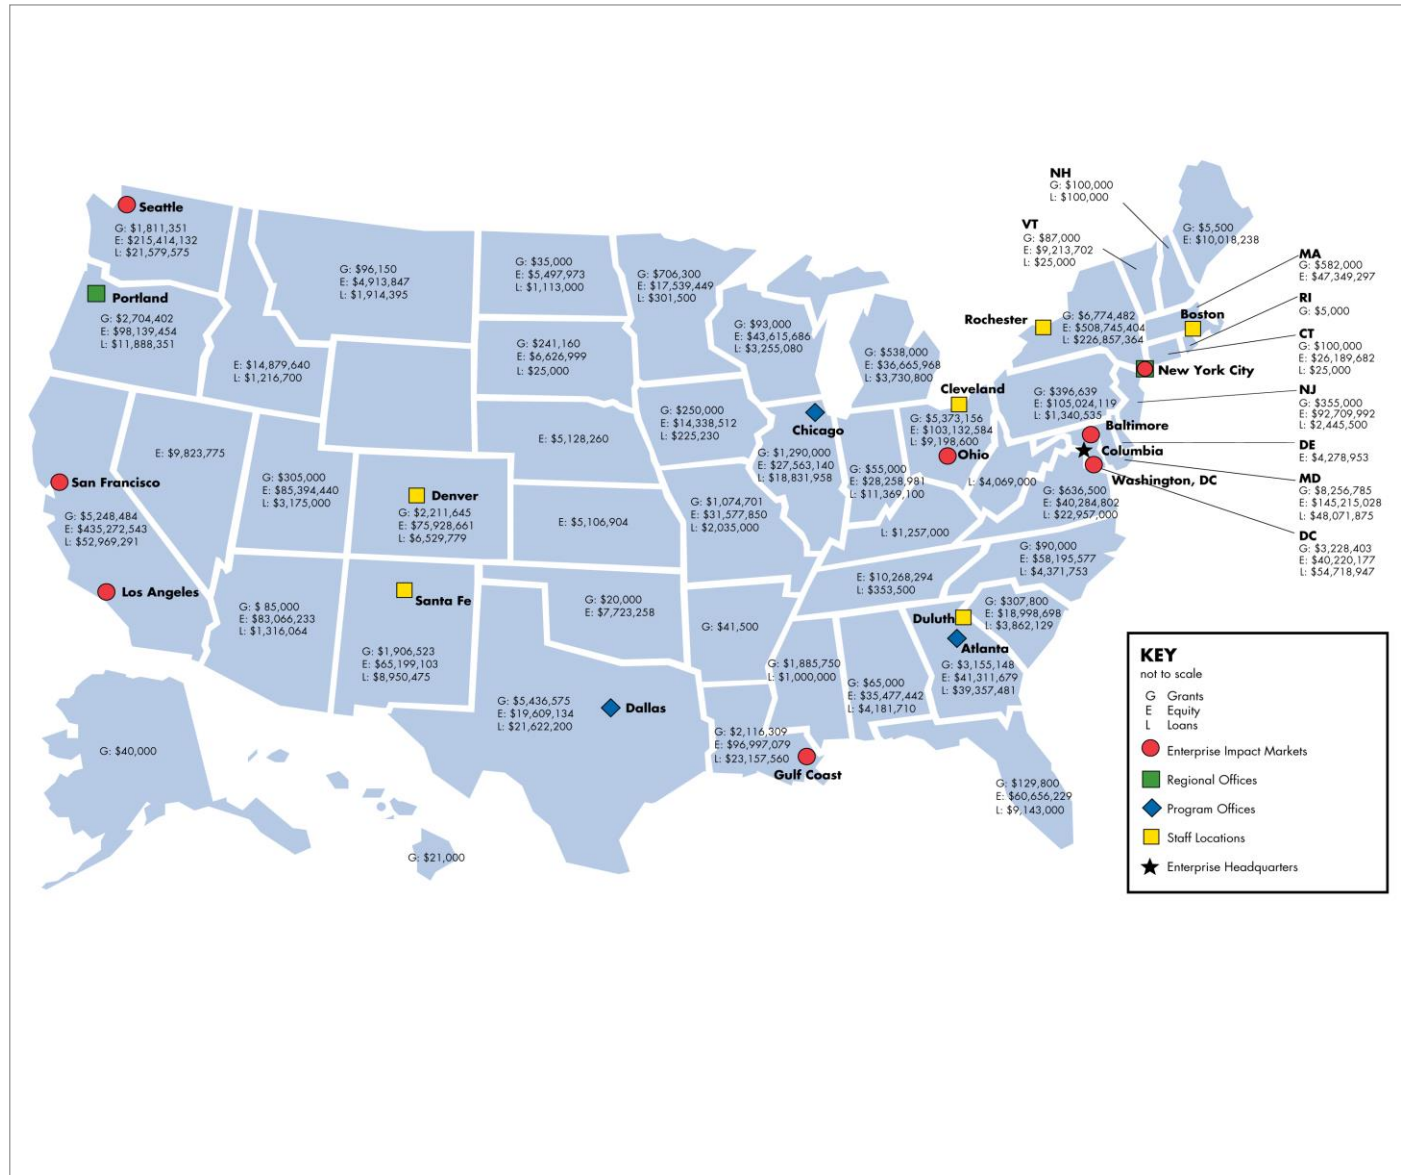 Seattle
G: $1,811,351
E: $215,414,132
L: $21,579,575
Portland
G: $2,704,402
E: $98,139,454
L: $11,888,351
San Francisco
G: $5,248,484
E: $435,272,543
L: $52,969,291
Los Angeles
E: $14,879,640
L: $1,216,700
E: $9,823,775
G: $96,150
E: $4,913,847
L: $1,914,395
G: $305,000
E: $85,394,440
L: $3,175,000
Denver
G: $2,211,645
E: $75,928,661
L: $6,529,779
G: $ 85,000
E: $83,066,233
L: $1,316,064
Santa Fe
G: $1,906,523
E: $65,199,103
L: $8,950,475
G: $35,000
E: $5,497,973
L: $1,113,000
G: $241,160
E: $6,626,999
L: $25,000
E: $5,128,260
E: $5,106,904
G: $20,000
E: $7,723,258
G: $5,436,575
E: $19,609,134
L: $21,622,200
Dallas
G: $706,300
E: $17,539,449
L: $301,500
G: $250,000
E: $14,338,512
L: $225,230
G: $1,074,701
E: $31,577,850
L: $2,035,000
G: $41,500
G: $2,116,309
E: $96,997,079
L: $23,157,560
Gulf Coast
G: $93,000
E: $43,615,686
L: $3,255,080
Chicago
G: $1,290,000
E: $27,563,140
L: $18,831,958
G: $538,000
E: $36,665,968
L: $3,730,800
G: $55,000
E: $28,258,981
L: $11,369,100
Cleveland
G: $5,373,156
E: $103,132,584
L: $9,198,600
Ohio
L: $4,069,000
L: $1,257,000
E: $10,268,294
L: $353,500
G: $1,885,750
L: $1,000,000
G: $65,000
E: $35,477,442
L: $4,181,710
Duluth
Atlanta
G: $3,155,148
E: $41,311,679
L: $39,357,481
G: $307,800
E: $18,998,698
L: $3,862,129
G: $90,000
E: $58,195,577
L: $4,371,753
G: $636,500
E: $40,284,802
L: $22,957,000
G: $129,800
E: $60,656,229
L: $9,143,000
G: $40,000
G: $21,000
Rochester
G: $6,774,482
E: $508,745,404
L: $226,857,364
G: $396,639
E: $105,024,119
L: $1,340,535
Baltimore
Columbia
Washington, DC
New York City
Boston
G: $5,500
E: $10,018,238
NH
G: $100,000
L: $100,000
VT
G: $87,000
E: $9,213,702
L: $25,000
MA
G: $582,000
E: $47,349,297
RI
G: $5,000
CT
G: $100,000
E: $26,189,682
L: $25,000
NJ
G: $355,000
E: $92,709,992
L: $2,445,500
DE
E: $4,278,953
MD
G: $8,256,785
E: $145,215,028
L: $48,071,875
DC
G: $3,228,403
E: $40,220,177
L: $54,718,947
KEY
not to scale
G Grants
E Equity
L Loans
Enterprise Impact Markets
Regional Offices
Program Offices
Staff Locations
Enterprise Headquarters